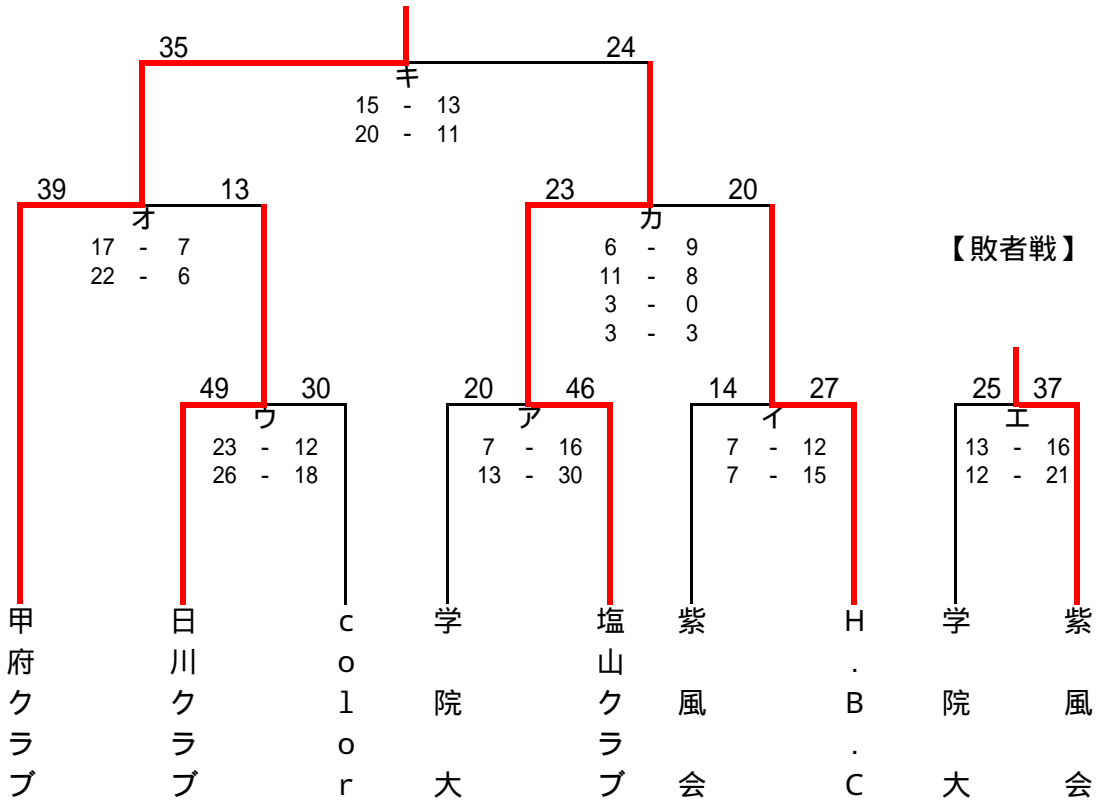 35 24
キ
15 - 13
20 - 11
39 13 23 20
オ カ
17 - 7 6 - 9
22 - 6 11 - 8
3 - 0
3 - 3
【敗者戦】
49 30 20 46 14 27 25 37
ウ ア イ エ
23 - 12 7 - 16 7 - 12 13 - 16
26 - 18 13 - 30 7 - 15 12 - 21
甲府クラブ
日川クラブ
color
学院大
塩山クラブ
紫風会
H.B.C
学院大
紫風会